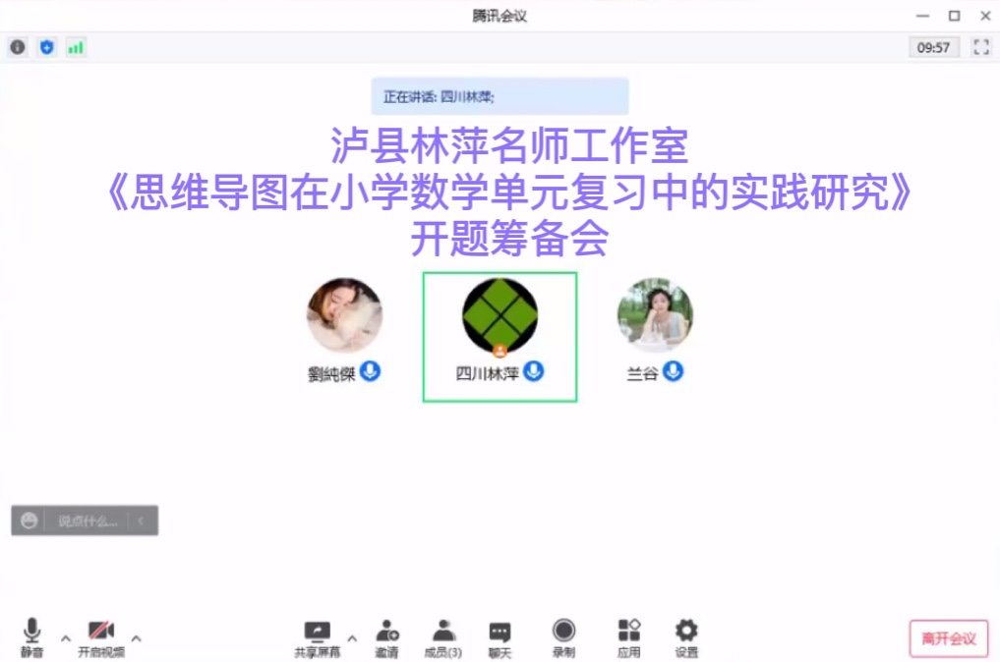 腾讯会议
09:57
正在讲话: 四川林萍;
泸县林萍名师工作室
《思维导图在小学数学单元复习中的实践研究》
开题筹备会
劉純傑
四川林萍
兰谷
说点什么...
静音
开启视频
共享屏幕
邀请
成员(3)
聊天
录制
应用
设置
离开会议